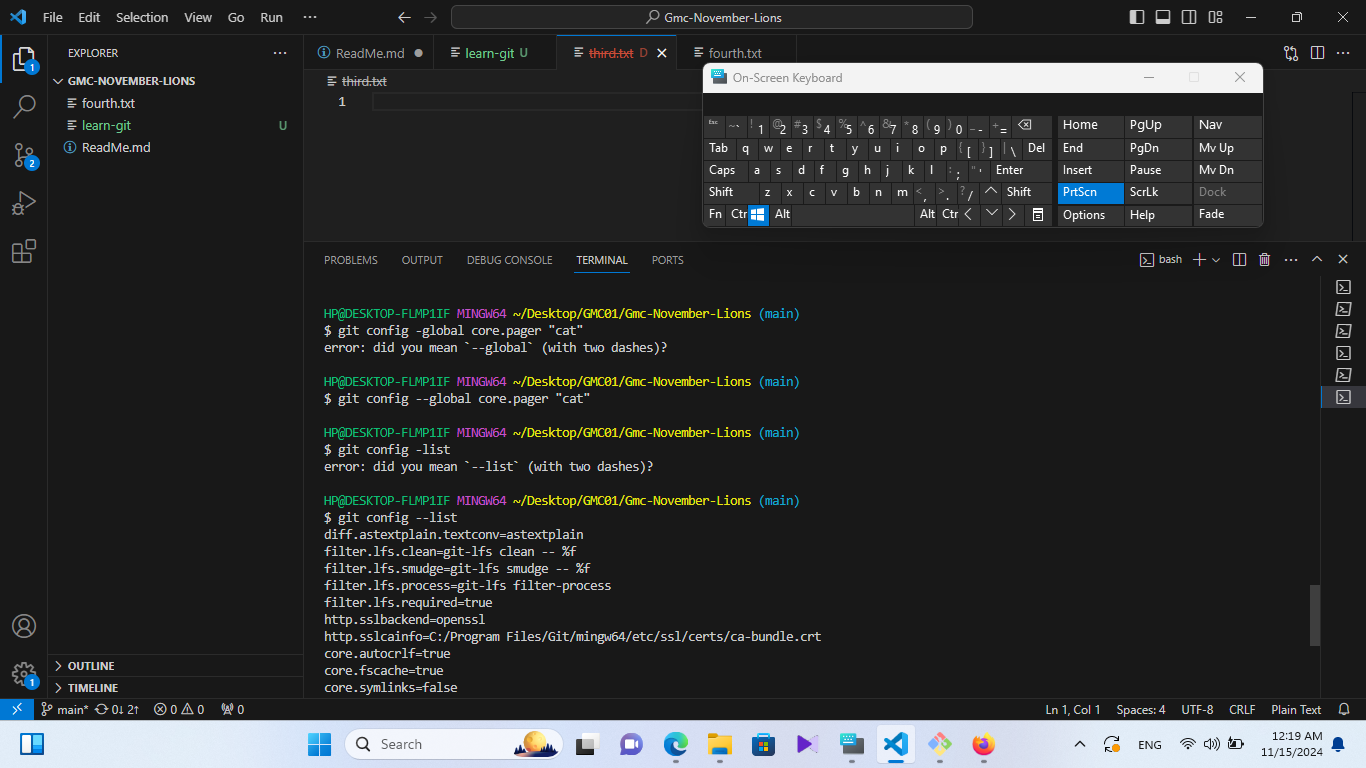 File Edit Selection View Go Run ··· Gmc-November-Lions
EXPLORER ···
GMC-NOVEMBER-LIONS
fourth.txt
learn-git U
ReadMe.md
OUTLINE
TIMELINE
ReadMe.md learn-git U third.txt D fourth.txt
third.txt
1
On-Screen Keyboard
Esc ~` ! 1 @ 2 # 3 $ 4 % 5 ^ 6 & 7 * 8 ( 9 ) 0 _ - + = Home PgUp Nav
Tab q w e r t y u i o p { [ } ] | \ Del End PgDn Mv Up
Caps a s d f g h j k l : ; " ' Enter Insert Pause Mv Dn
Shift z x c v b n m < , > . ? / Shift PrtScn ScrLk Dock
Fn Ctr Alt Alt Ctr Options Help Fade
PROBLEMS OUTPUT DEBUG CONSOLE TERMINAL PORTS bash
HP@DESKTOP-FLMP1IF MINGW64 ~/Desktop/GMC01/Gmc-November-Lions (main)
$ git config -global core.pager "cat"
error: did you mean `--global` (with two dashes)?
HP@DESKTOP-FLMP1IF MINGW64 ~/Desktop/GMC01/Gmc-November-Lions (main)
$ git config --global core.pager "cat"
HP@DESKTOP-FLMP1IF MINGW64 ~/Desktop/GMC01/Gmc-November-Lions (main)
$ git config -list
error: did you mean `--list` (with two dashes)?
HP@DESKTOP-FLMP1IF MINGW64 ~/Desktop/GMC01/Gmc-November-Lions (main)
$ git config --list
diff.astextplain.textconv=astextplain
filter.lfs.clean=git-lfs clean -- %f
filter.lfs.smudge=git-lfs smudge -- %f
filter.lfs.process=git-lfs filter-process
filter.lfs.required=true
http.sslbackend=openssl
http.sslcainfo=C:/Program Files/Git/mingw64/etc/ssl/certs/ca-bundle.crt
core.autocrlf=true
core.fscache=true
core.symlinks=false
1
2
1
main* 0↓ 2↑ 0 0 0 Ln 1, Col 1 Spaces: 4 UTF-8 CRLF Plain Text
Search ENG 12:19 AM
11/15/2024